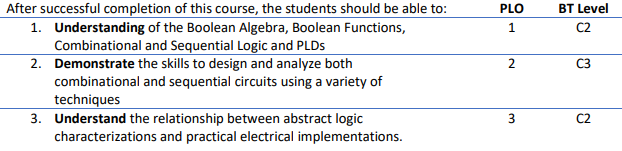 After successful completion of this course, the students should be able to: PLO BT Level
1. Understanding of the Boolean Algebra, Boolean Functions, 1 C2
Combinational and Sequential Logic and PLDs
2. Demonstrate the skills to design and analyze both 2 C3
combinational and sequential circuits using a variety of
techniques
3. Understand the relationship between abstract logic 3 C2
characterizations and practical electrical implementations.